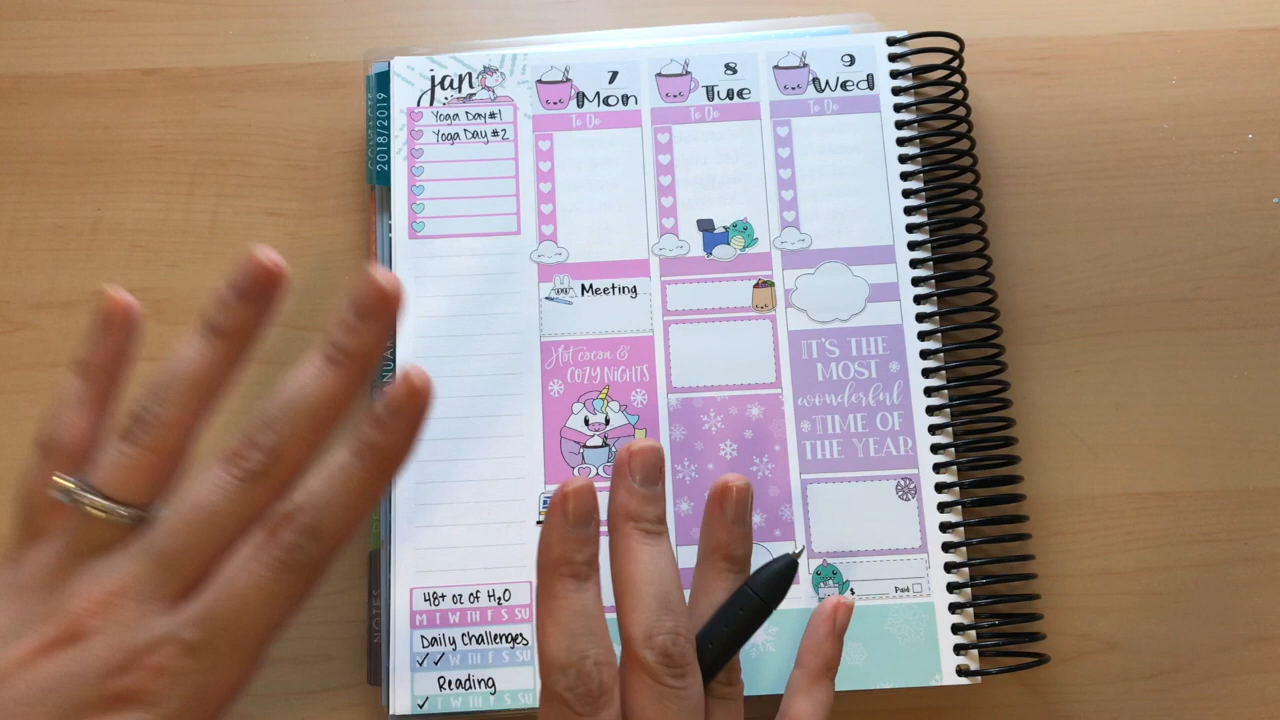 jan
Yoga Day #1
Yoga Day #2
7
Mon
To Do
8
Tue
To Do
9
Wed
To Do
2018/2019
Meeting
Hot cocoa &
COZY NIGHTS
IT'S THE
MOST
wonderful
TIME OF
THE YEAR
$ Paid
48+ oz of H₂O
M T W TH F S SU
Daily Challenges
✓ ✓ W TH F S SU
Reading
✓ T W TH F S SU
NOTES